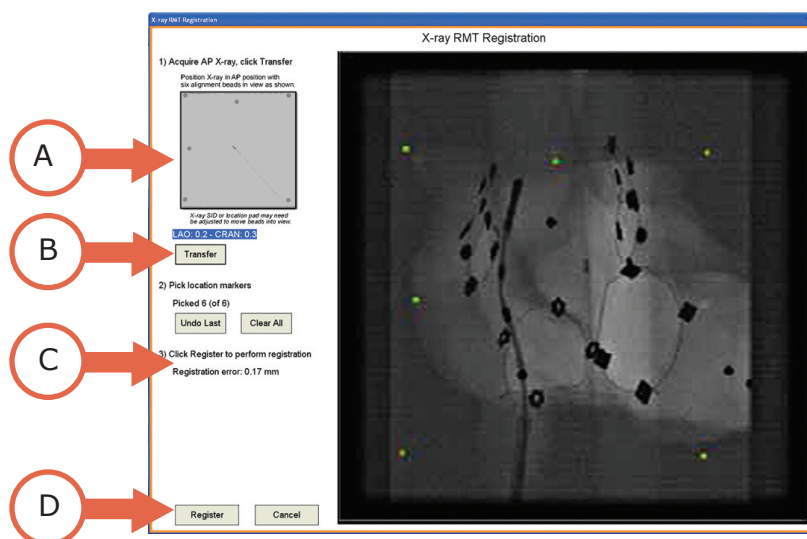 X-ray RMT Registration
X-ray RMT Registration
1) Acquire AP X-ray, click Transfer
Position X-ray in AP position with
six alignment beads in view as shown:
A
X-ray SID or location pad may need
be adjusted to move beads into view.
LAO: 0.2 - CRAN: 0.3
B
Transfer
2) Pick location markers
Picked 6 (of 6)
Undo Last Clear All
C
3) Click Register to perform registration
Registration error: 0.17 mm
D
Register Cancel